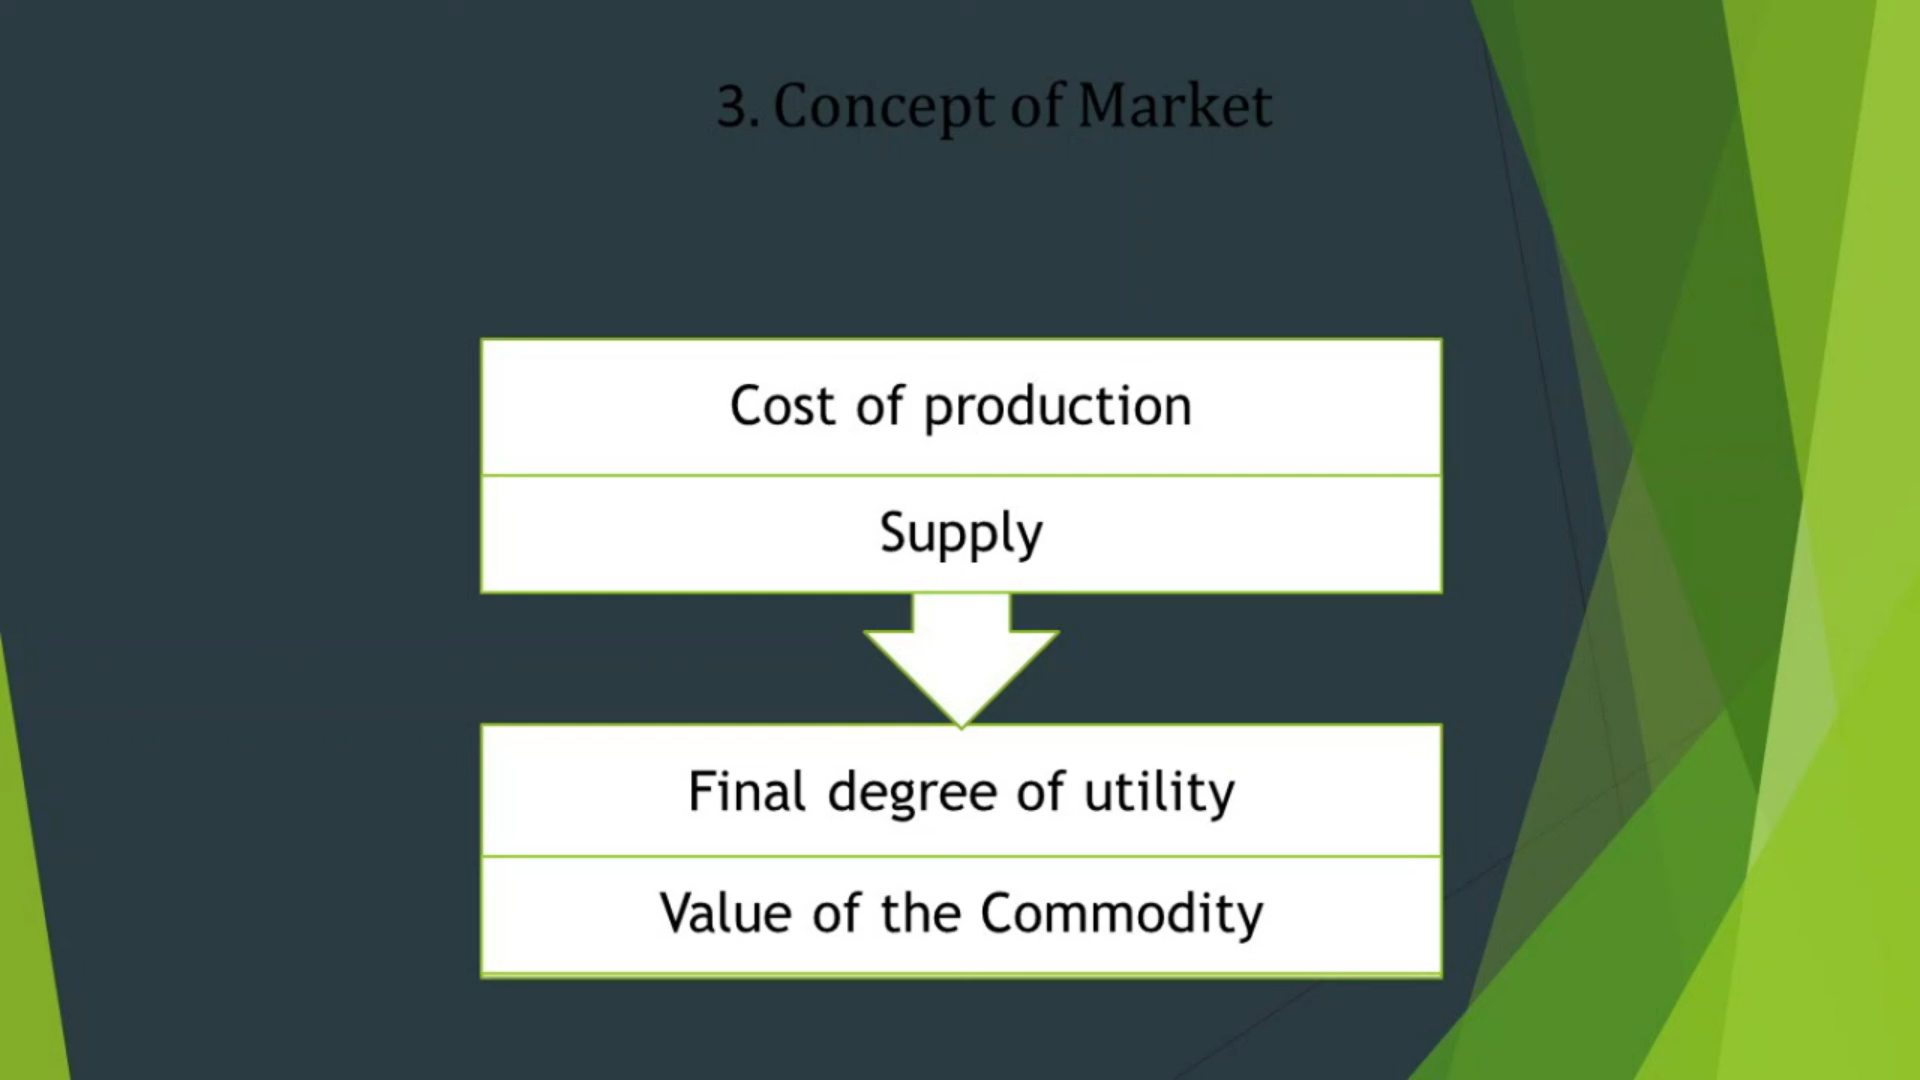 3. Concept of Market
Cost of production
Supply
Final degree of utility
Value of the Commodity